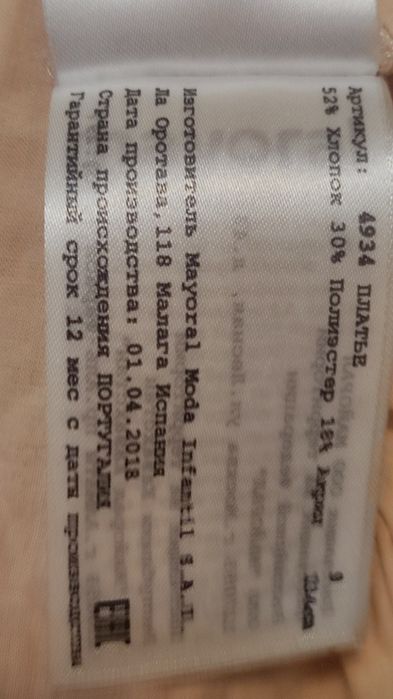 Артикул: 4934 ПЛАТЬЕ 9
52% Хлопок 30% Полиэстер 18% Акрил
Изготовитель Mayoral Moda Infantil S.A.U.
Ла Оротава, 118 Малага Испания
Дата производства: 01.04.2018
Страна происхождения ПОРТУГАЛИЯ
Гарантийный срок 12 мес с даты производства